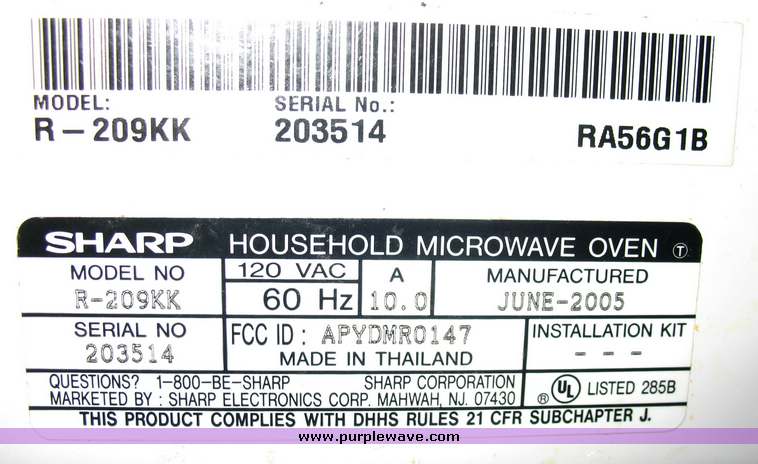 MODEL: SERIAL No.:
R-209KK 203514 RA56G1B
SHARP HOUSEHOLD MICROWAVE OVEN T
MODEL NO 120 VAC A MANUFACTURED
R-209KK 60 Hz 10.0 JUNE-2005
SERIAL NO FCC ID: APYDMR0147 INSTALLATION KIT
203514 MADE IN THAILAND - - -
QUESTIONS? 1-800-BE-SHARP SHARP CORPORATION
MARKETED BY : SHARP ELECTRONICS CORP. MAHWAH, NJ. 07430 ® UL LISTED 285B
THIS PRODUCT COMPLIES WITH DHHS RULES 21 CFR SUBCHAPTER J.
www.purplewave.com